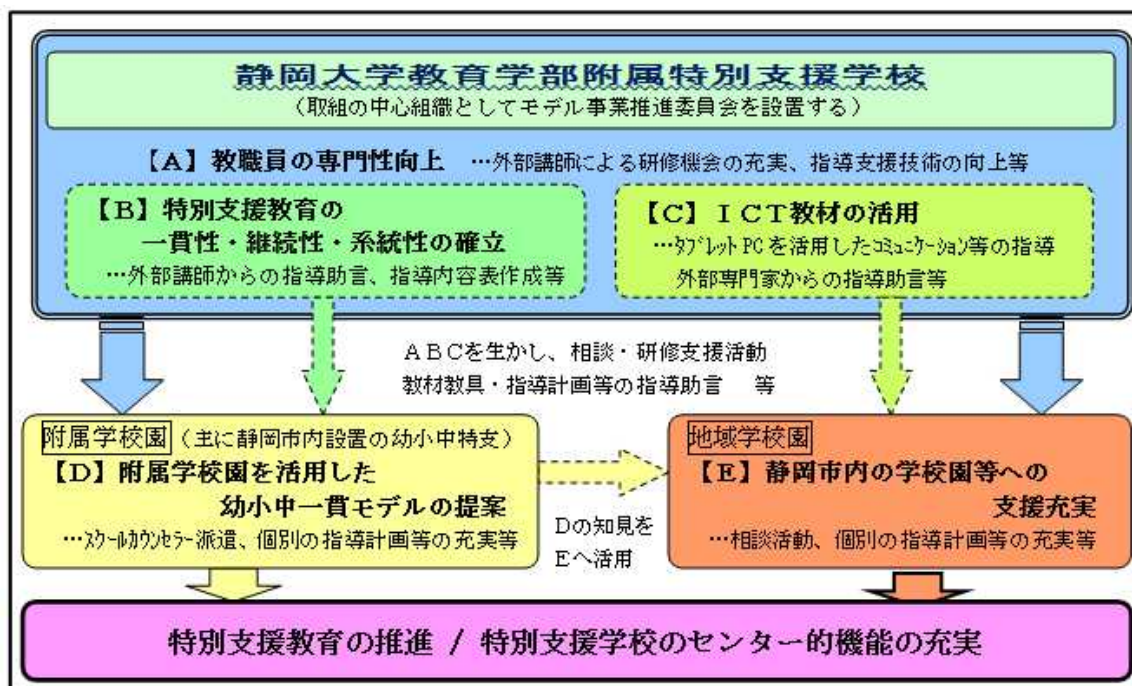 静岡大学教育学部附属特別支援学校
(取組の中心組織としてモデル事業推進委員会を設置する)
【A】教職員の専門性向上 …外部講師による研修機会の充実、指導支援技術の向上等
【B】特別支援教育の
一貫性・継続性・系統性の確立
…外部講師からの指導助言、指導内容表作成等
【C】ICT教材の活用
…タブレットPCを活用したコミュニケーション等の指導
外部専門家からの指導助言等
ABCを生かし、相談・研修支援活動
教材教具・指導計画等の指導助言 等
附属学校園(主に静岡市内設置の幼小中特支)
【D】附属学校園を活用した
幼小中一貫モデルの提案
…スクールカウンセラー派遣、個別の指導計画等の充実等
Dの知見を
Eへ活用
地域学校園
【E】静岡市内の学校園等への
支援充実
…相談活動、個別の指導計画等の充実等
特別支援教育の推進 / 特別支援学校のセンター的機能の充実